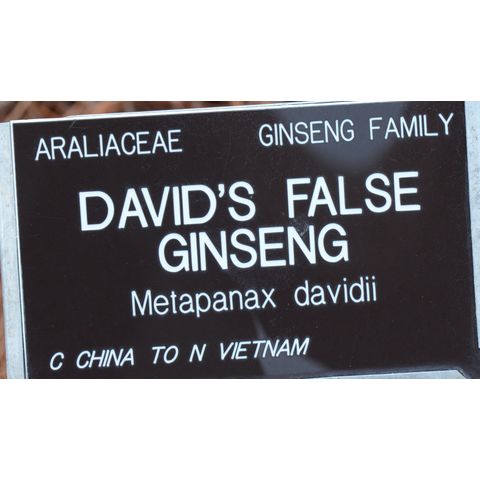 ARALIACEAE GINSENG FAMILY
DAVID'S FALSE
GINSENG
Metapanax davidii
C CHINA TO N VIETNAM